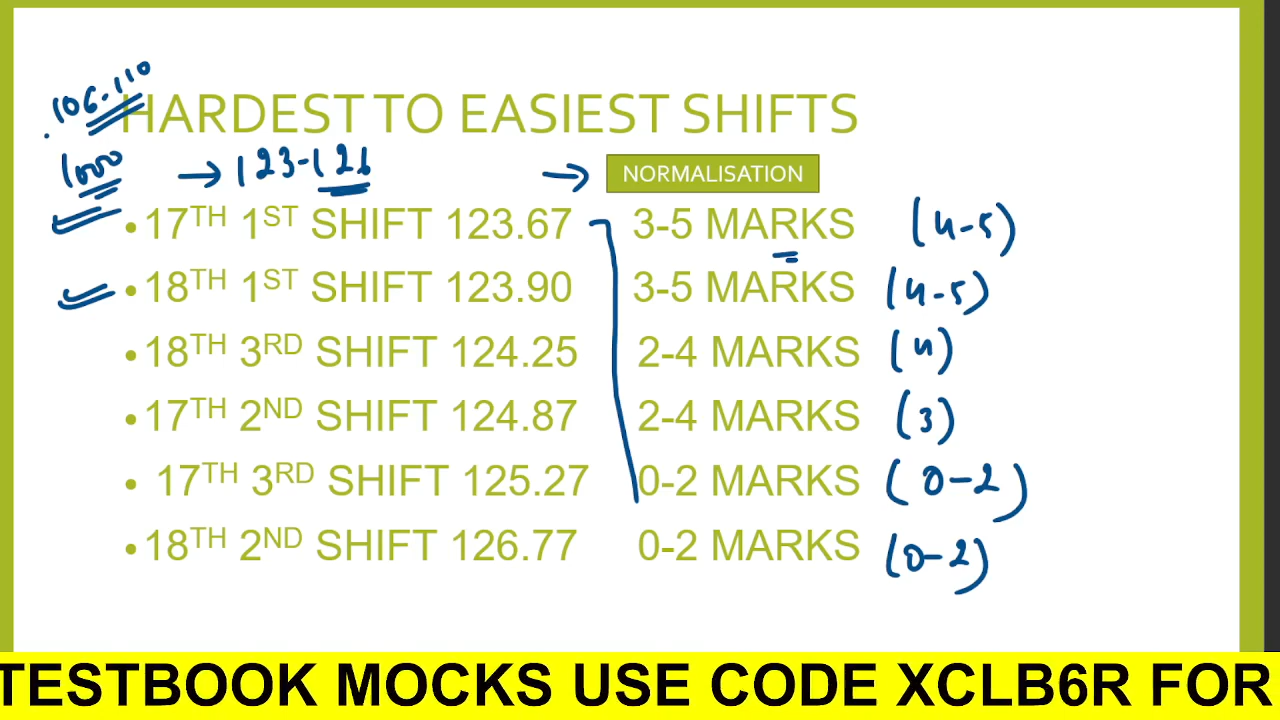 106-110
HARDEST TO EASIEST SHIFTS
1000 → 123-126 → NORMALISATION
• 17TH 1ST SHIFT 123.67 3-5 MARKS (4-5)
• 18TH 1ST SHIFT 123.90 3-5 MARKS (4-5)
• 18TH 3RD SHIFT 124.25 2-4 MARKS (4)
• 17TH 2ND SHIFT 124.87 2-4 MARKS (3)
• 17TH 3RD SHIFT 125.27 0-2 MARKS (0-2)
• 18TH 2ND SHIFT 126.77 0-2 MARKS (0-2)
TESTBOOK MOCKS USE CODE XCLB6R FOR